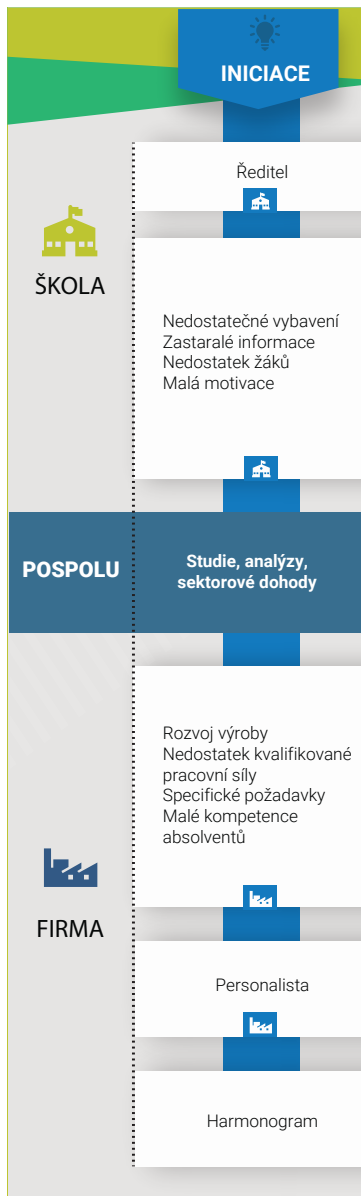 INICIACE
Ředitel
ŠKOLA
Nedostatečné vybavení
Zastaralé informace
Nedostatek žáků
Malá motivace
POSPOLU
Studie, analýzy,
sektorové dohody
Rozvoj výroby
Nedostatek kvalifikované
pracovní síly
Specifické požadavky
Malé kompetence
absolventů
FIRMA
Personalista
Harmonogram